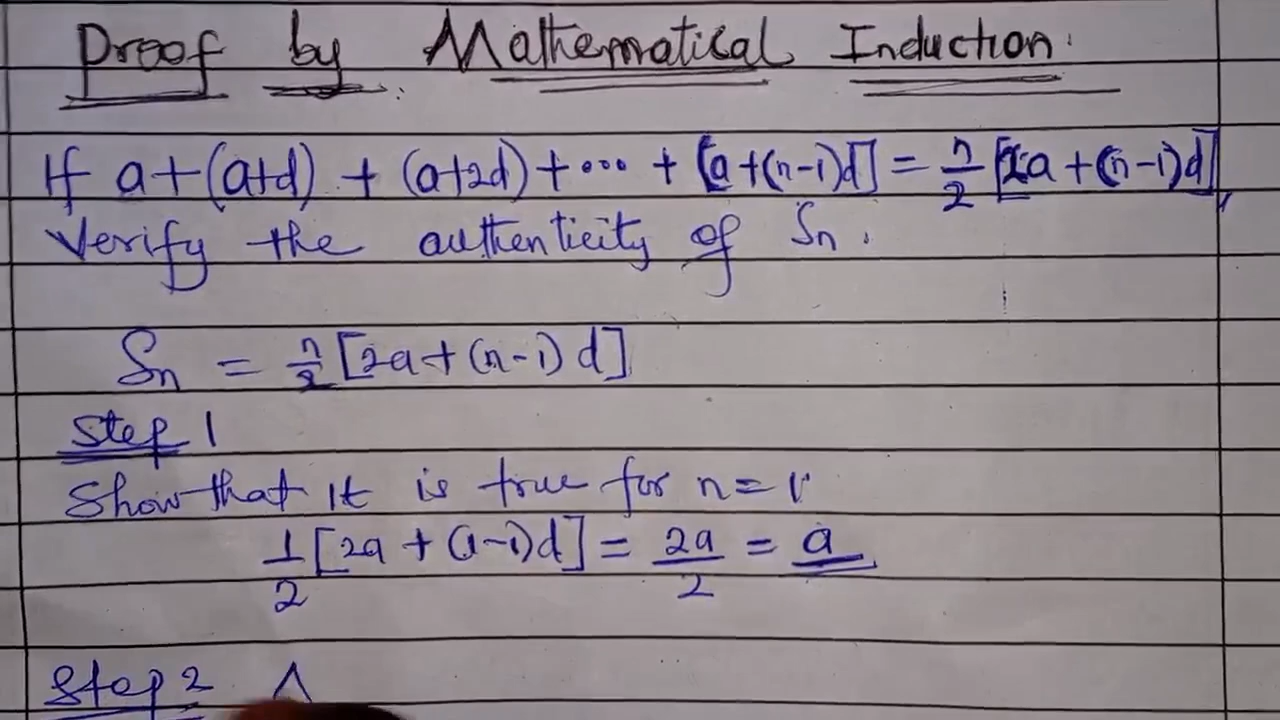 Proof by Mathematical Induction.
If a+(a+d) + (a+2d) + ... + [a+(n-1)d] = n/2 [2a + (n-1)d],
Verify the authenticity of Sn.
Sn = n/2 [2a + (n-1) d]
Step 1
Show that it is true for n = 1
1/2 [2a + (1-1)d] = 2a/2 = a
Step 2